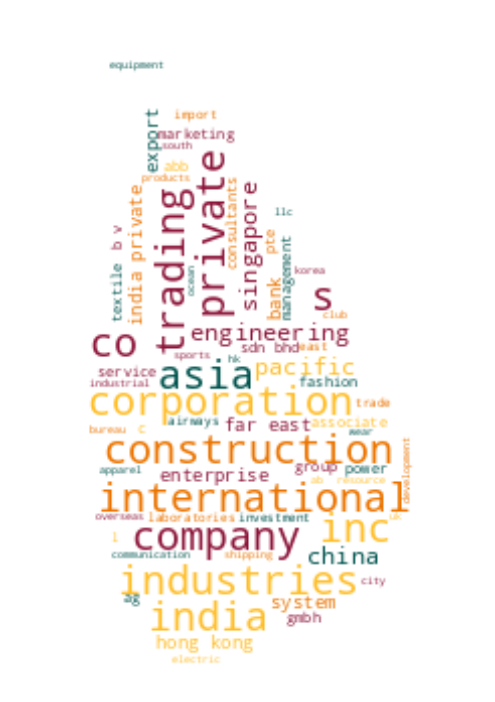 equipment
import
export
marketing
south
abb
products
private
trading
india private
consultants
singapore
llc
b v
textile
pte
management
ocean
korea
bank
s
club
engineering
co
sdn bhd
east
sports
hk
asia
pacific
service
fashion
industrial
corporation
trade
airways
far east
associate
bureau
c
wear
construction
development
group
power
apparel
enterprise
ab
resource
international
overseas
laboratories
investment
inc
uk
company
l
communication
shipping
china
industries
city
ag
system
india
gmbh
hong kong
electric